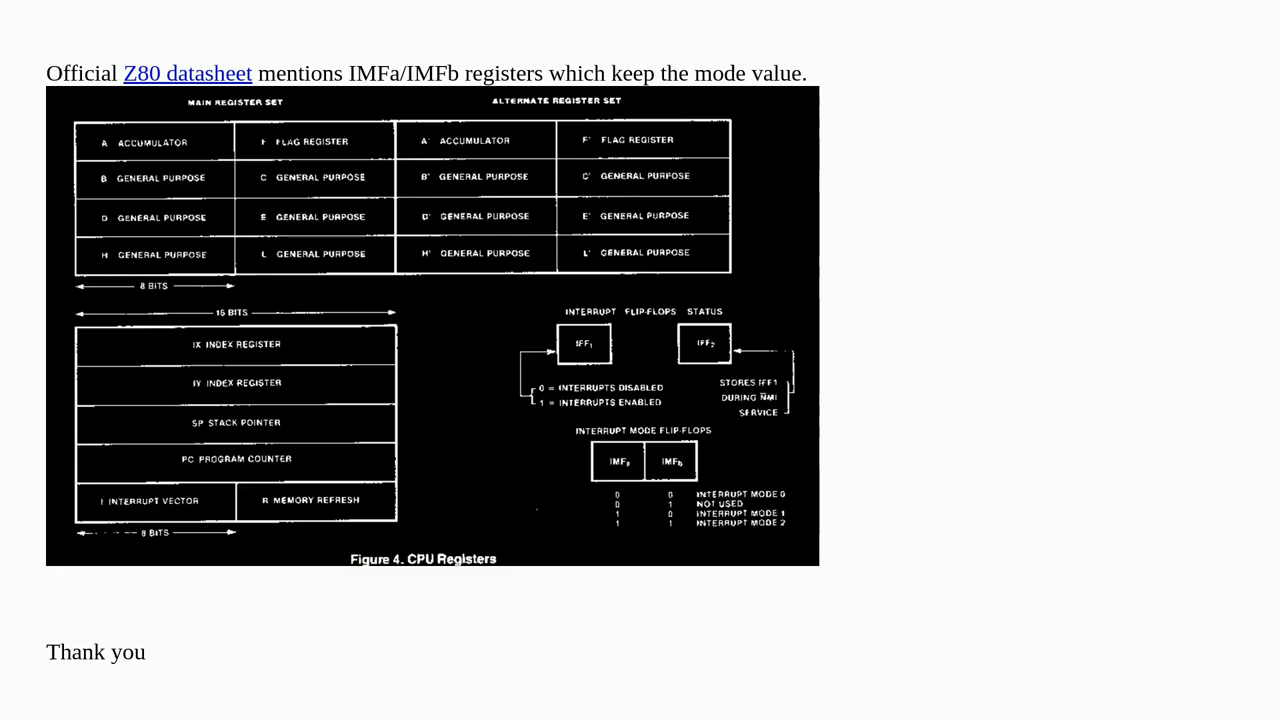 Official Z80 datasheet mentions IMFa/IMFb registers which keep the mode value.
MAIN REGISTER SET ALTERNATE REGISTER SET
A ACCUMULATOR F FLAG REGISTER A' ACCUMULATOR F' FLAG REGISTER
B GENERAL PURPOSE C GENERAL PURPOSE B' GENERAL PURPOSE C' GENERAL PURPOSE
D GENERAL PURPOSE E GENERAL PURPOSE D' GENERAL PURPOSE E' GENERAL PURPOSE
H GENERAL PURPOSE L GENERAL PURPOSE H' GENERAL PURPOSE L' GENERAL PURPOSE
8 BITS
16 BITS
IX INDEX REGISTER
IY INDEX REGISTER
SP STACK POINTER
PC PROGRAM COUNTER
I INTERRUPT VECTOR R MEMORY REFRESH
8 BITS
INTERRUPT FLIP-FLOPS STATUS
IFF1 IFF2
0 = INTERRUPTS DISABLED
1 = INTERRUPTS ENABLED
STORES IFF1
DURING NMI
SERVICE
INTERRUPT MODE FLIP-FLOPS
IMFa IMFb
0 0 INTERRUPT MODE 0
0 1 NOT USED
1 0 INTERRUPT MODE 1
1 1 INTERRUPT MODE 2
Figure 4. CPU Registers
Thank you